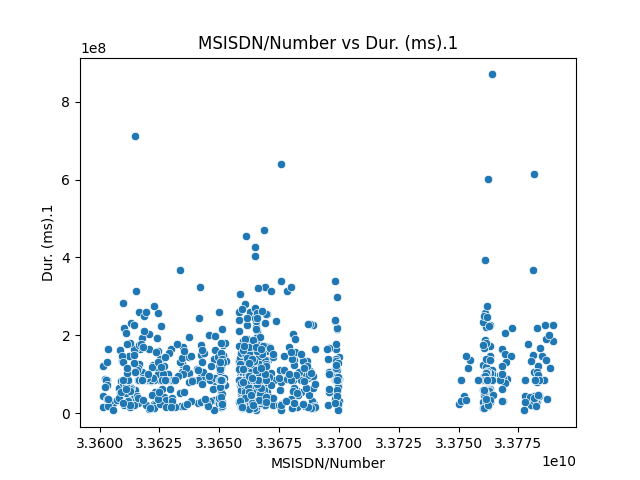 MSISDN/Number vs Dur. (ms).1
1e8
8
6
4
2
0
Dur. (ms).1
3.3600 3.3625 3.3650 3.3675 3.3700 3.3725 3.3750 3.3775
MSISDN/Number
1e10